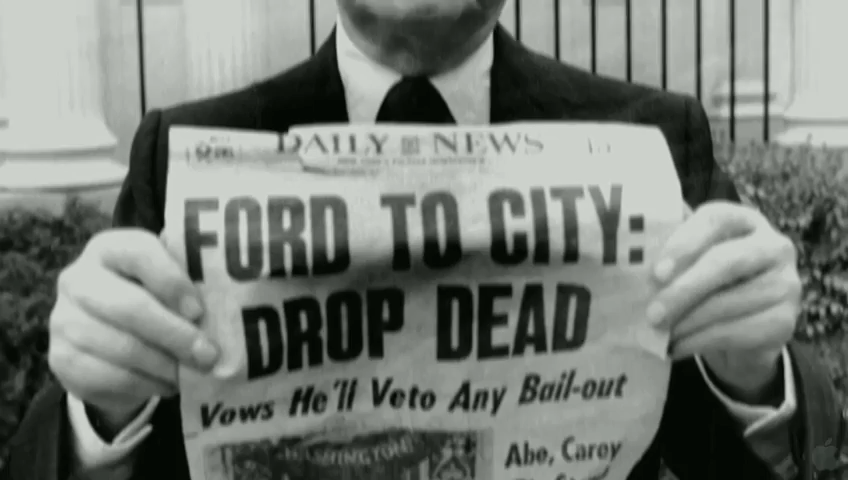 DAILY NEWS
FORD TO CITY:
DROP DEAD
Vows He'll Veto Any Bail-out
Abe, Carey